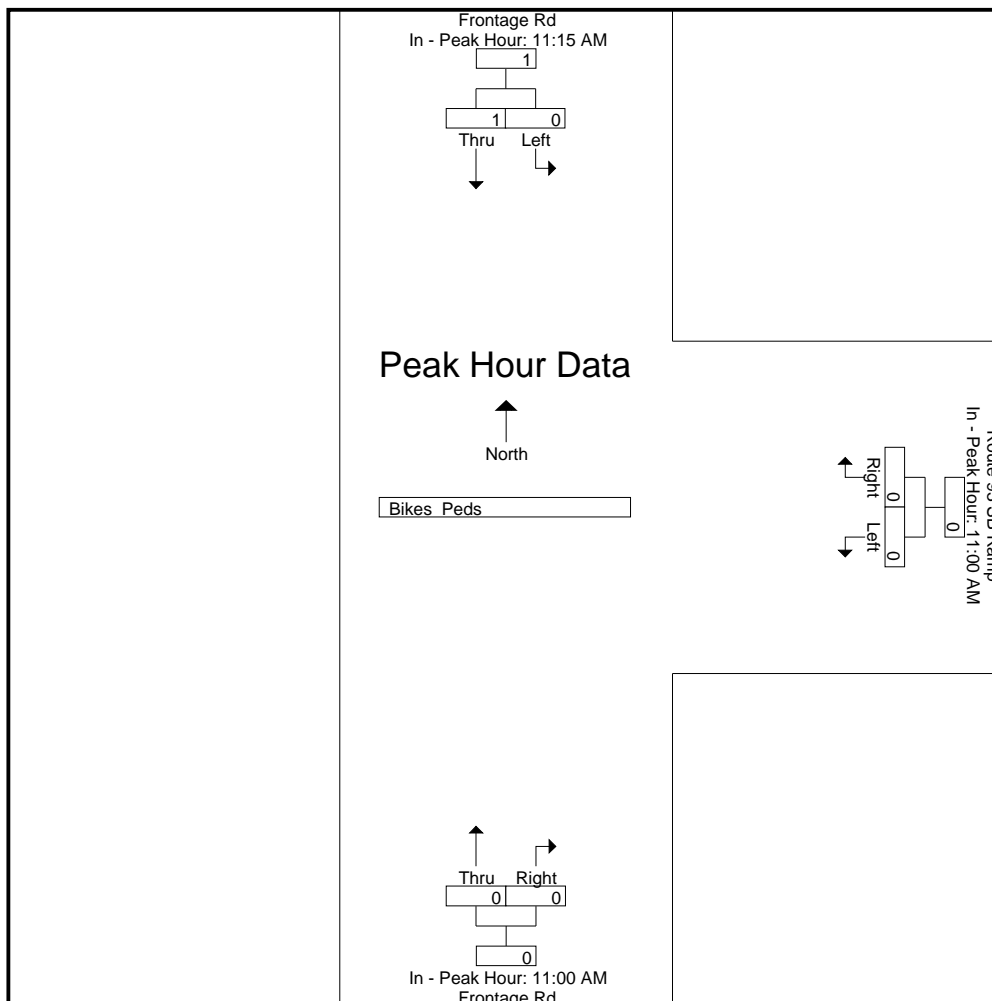 Frontage Rd
In - Peak Hour: 11:15 AM
1
1 0
Thru Left
Peak Hour Data
North
Bikes Peds
Right Left
0 0
0
In - Peak Hour: 11:00 AM
Thru Right
0 0
0
In - Peak Hour: 11:00 AM
Frontage Rd